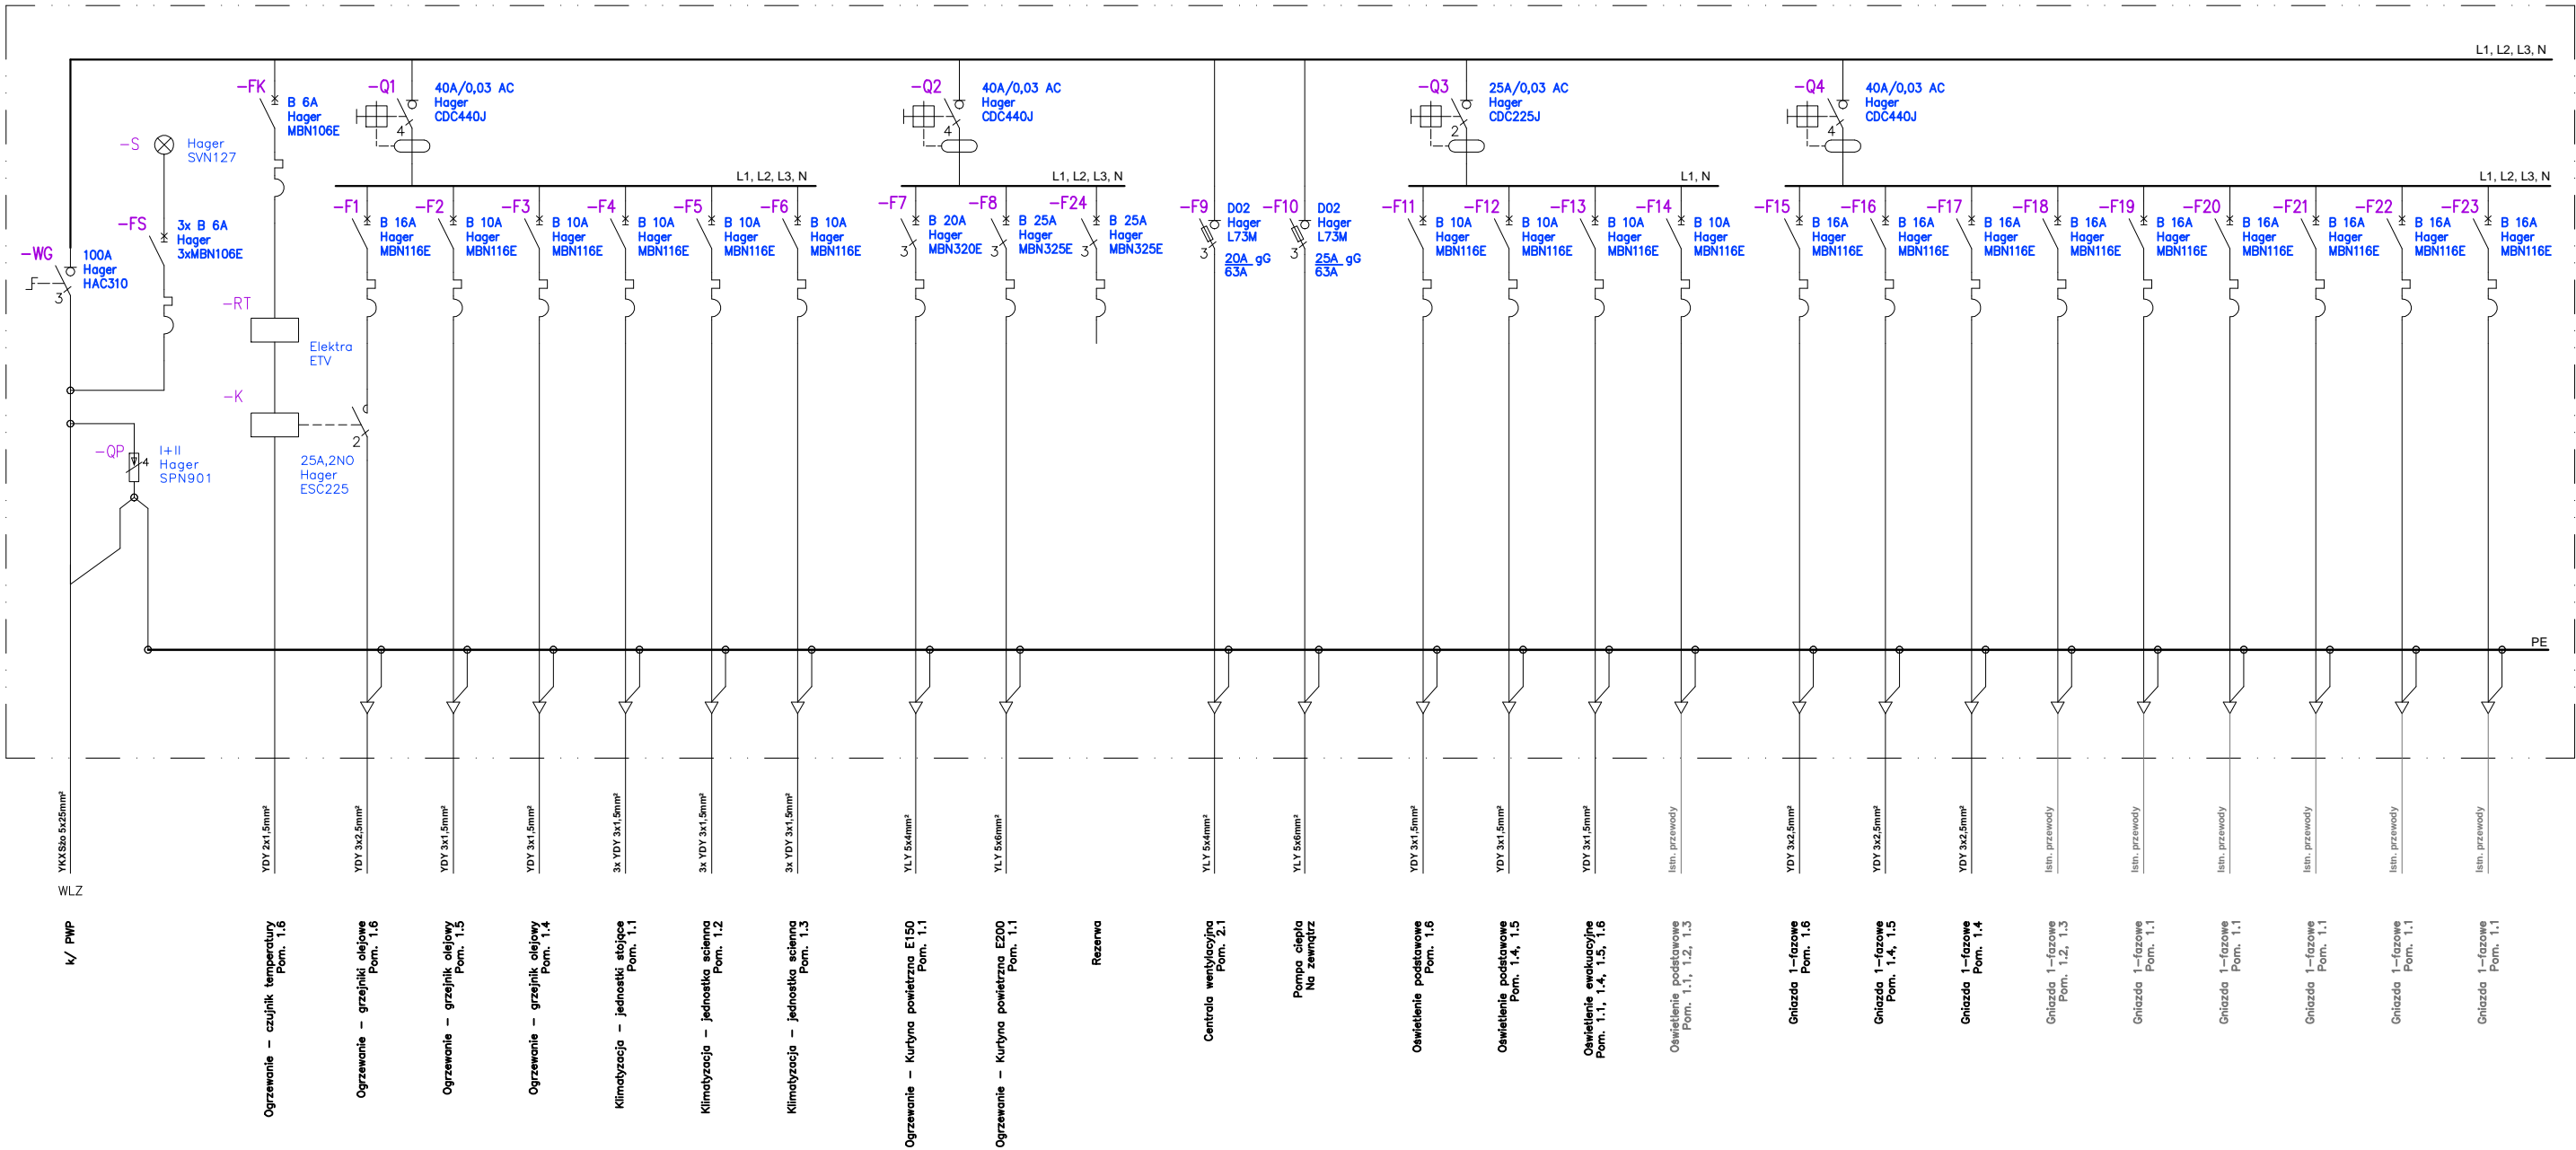 L1, L2, L3, N
-FK
B 6A
Hager
MBN106E
-Q1
40A/0,03 AC
Hager
CDC440J
4
-Q2
40A/0,03 AC
Hager
CDC440J
4
-Q3
25A/0,03 AC
Hager
CDC225J
2
-Q4
40A/0,03 AC
Hager
CDC440J
4
-S
Hager
SVN127
L1, L2, L3, N
L1, L2, L3, N
L1, N
L1, L2, L3, N
-FS
3x B 6A
Hager
3xMBN106E
-WG
100A
Hager
HAC310
3
-F1
B 16A
Hager
MBN116E
-F2
B 10A
Hager
MBN116E
-F3
B 10A
Hager
MBN116E
-F4
B 10A
Hager
MBN116E
-F5
B 10A
Hager
MBN116E
-F6
B 10A
Hager
MBN116E
-F7
B 20A
Hager
MBN320E
3
-F8
B 25A
Hager
MBN325E
3
-F24
B 25A
Hager
MBN325E
3
-F9
D02
Hager
L73M
20A gG
63A
3
-F10
D02
Hager
L73M
25A gG
63A
3
-F11
B 10A
Hager
MBN116E
-F12
B 10A
Hager
MBN116E
-F13
B 10A
Hager
MBN116E
-F14
B 10A
Hager
MBN116E
-F15
B 16A
Hager
MBN116E
-F16
B 16A
Hager
MBN116E
-F17
B 16A
Hager
MBN116E
-F18
B 16A
Hager
MBN116E
-F19
B 16A
Hager
MBN116E
-F20
B 16A
Hager
MBN116E
-F21
B 16A
Hager
MBN116E
-F22
B 16A
Hager
MBN116E
-F23
B 16A
Hager
MBN116E
-RT
Elektra
ETV
-K
2
25A,2NO
Hager
ESC225
-QP
4
I+II
Hager
SPN901
PE
YKXSżo 5x25mm²
YDY 2x1,5mm²
YDY 3x2,5mm²
YDY 3x1,5mm²
YDY 3x1,5mm²
3x YDY 3x1,5mm²
3x YDY 3x1,5mm²
3x YDY 3x1,5mm²
YLY 5x4mm²
YLY 5x6mm²
YLY 5x4mm²
YLY 5x6mm²
YDY 3x1,5mm²
YDY 3x1,5mm²
YDY 3x1,5mm²
Istn. przewody
YDY 3x2,5mm²
YDY 3x2,5mm²
YDY 3x2,5mm²
Istn. przewody
Istn. przewody
Istn. przewody
Istn. przewody
Istn. przewody
Istn. przewody
WLZ
k/ PWP
Ogrzewanie - czujnik temperatury
Pom. 1.6
Ogrzewanie - grzejniki olejowe
Pom. 1.6
Ogrzewanie - grzejnik olejowy
Pom. 1.5
Ogrzewanie - grzejnik olejowy
Pom. 1.4
Klimatyzacja - jednostki stojące
Pom. 1.1
Klimatyzacja - jednostka scienna
Pom. 1.2
Klimatyzacja - jednostka scienna
Pom. 1.3
Ogrzewanie - Kurtyna powietrzna E150
Pom. 1.1
Ogrzewanie - Kurtyna powietrzna E200
Pom. 1.1
Rezerwa
Centrala wentylacyjna
Pom. 2.1
Pompa ciepła
Na zewnątrz
Oświetlenie podstawowe
Pom. 1.6
Oświetlenie podstawowe
Pom. 1.4, 1.5
Oświetlenie ewakuacyjne
Pom. 1.1, 1.4, 1.5, 1.6
Oświetlenie podstawowe
Pom. 1.1, 1.2, 1.3
Gniazda 1-fazowe
Pom. 1.6
Gniazda 1-fazowe
Pom. 1.4, 1.5
Gniazda 1-fazowe
Pom. 1.4
Gniazda 1-fazowe
Pom. 1.2, 1.3
Gniazda 1-fazowe
Pom. 1.1
Gniazda 1-fazowe
Pom. 1.1
Gniazda 1-fazowe
Pom. 1.1
Gniazda 1-fazowe
Pom. 1.1
Gniazda 1-fazowe
Pom. 1.1